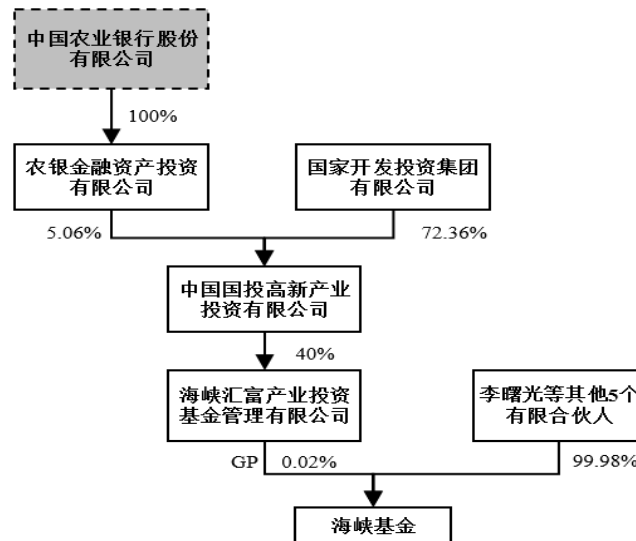 中国农业银行股份
有限公司
100%
农银金融资产投资
有限公司
国家开发投资集团
有限公司
5.06%
72.36%
中国国投高新产业
投资有限公司
40%
海峡汇富产业投资
基金管理有限公司
李曙光等其他5个
有限合伙人
GP
0.02%
99.98%
海峡基金